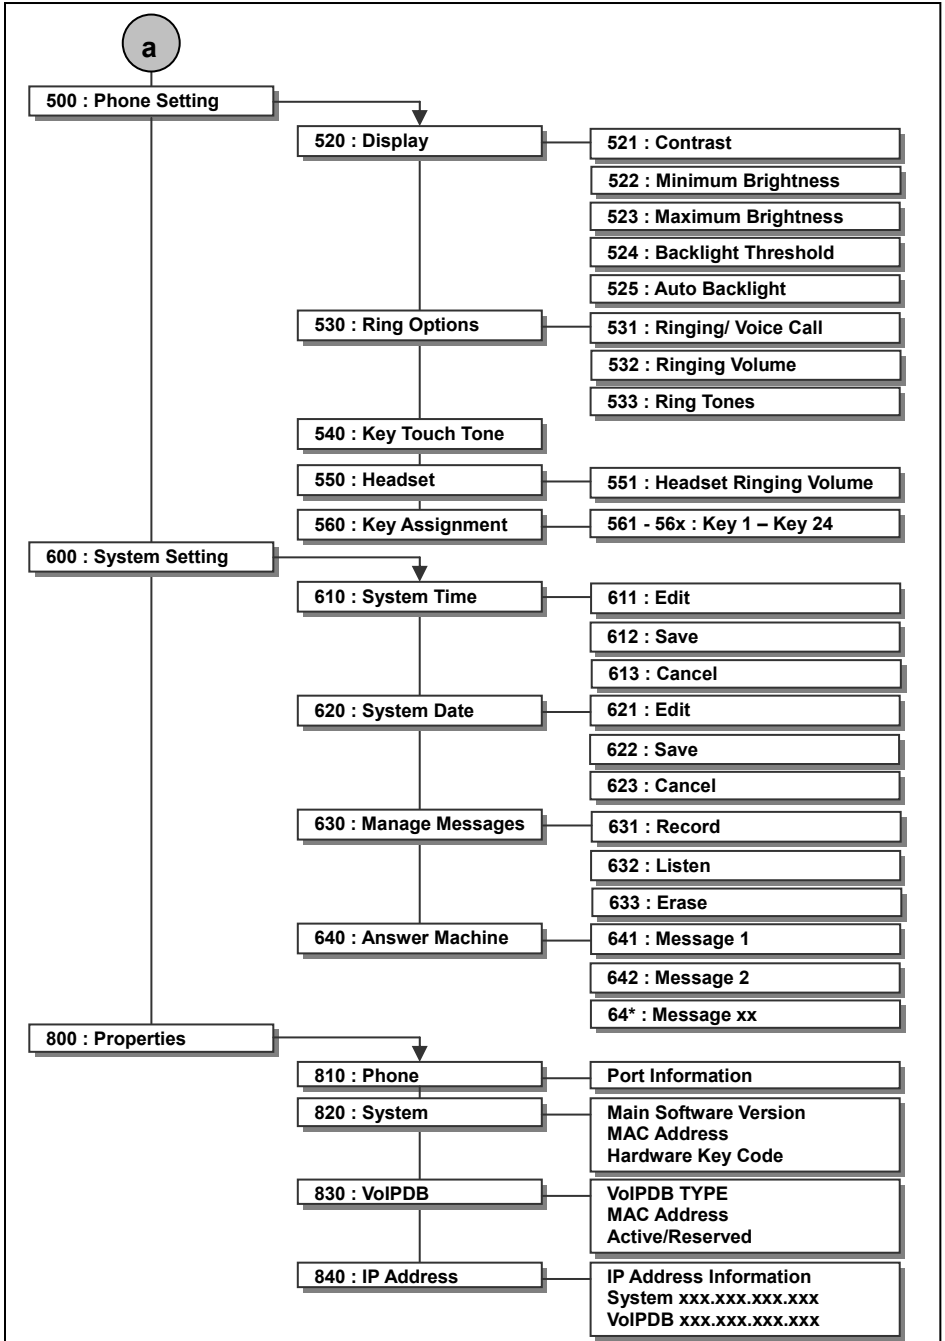 a
500 : Phone Setting
520 : Display
521 : Contrast
522 : Minimum Brightness
523 : Maximum Brightness
524 : Backlight Threshold
525 : Auto Backlight
530 : Ring Options
531 : Ringing/ Voice Call
532 : Ringing Volume
533 : Ring Tones
540 : Key Touch Tone
550 : Headset
551 : Headset Ringing Volume
560 : Key Assignment
561 - 56x : Key 1 – Key 24
600 : System Setting
610 : System Time
611 : Edit
612 : Save
613 : Cancel
620 : System Date
621 : Edit
622 : Save
623 : Cancel
630 : Manage Messages
631 : Record
632 : Listen
633 : Erase
640 : Answer Machine
641 : Message 1
642 : Message 2
64* : Message xx
800 : Properties
810 : Phone
Port Information
820 : System
Main Software Version
MAC Address
Hardware Key Code
830 : VoIPDB
VoIPDB TYPE
MAC Address
Active/Reserved
840 : IP Address
IP Address Information
System xxx.xxx.xxx.xxx
VoIPDB xxx.xxx.xxx.xxx